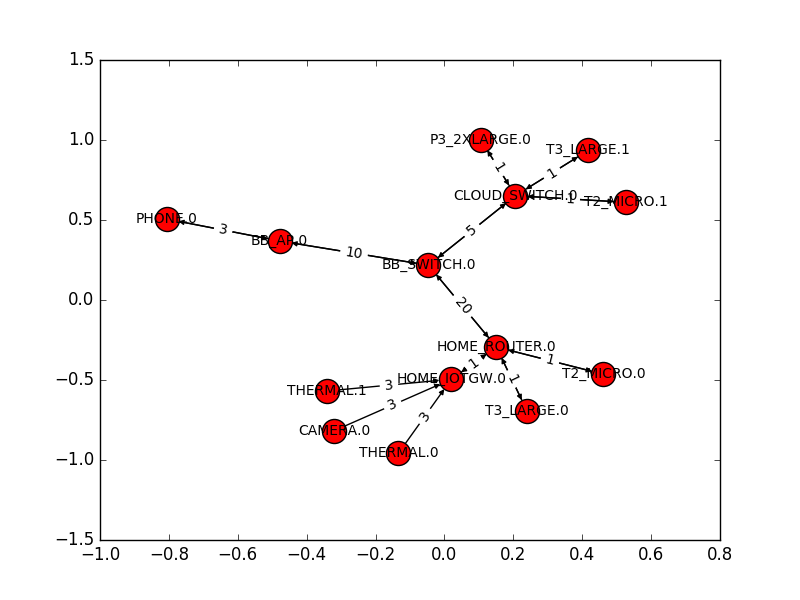 1.5
1.0
0.5
0.0
−0.5
−1.0
−1.5
−1.0
−0.8
−0.6
−0.4
−0.2
0.0
0.2
0.4
0.6
0.8
P3_2XLARGE.0
T3_LARGE.1
1
1
CLOUD_SWITCH.0
1
T2_MICRO.1
PHONE.0
3
BB_AP.0
10
5
BB_SWITCH.0
20
HOME_ROUTER.0
1
1
T2_MICRO.0
HOME_IOTGW.0
1
THERMAL.1
3
3
3
T3_LARGE.0
CAMERA.0
THERMAL.0